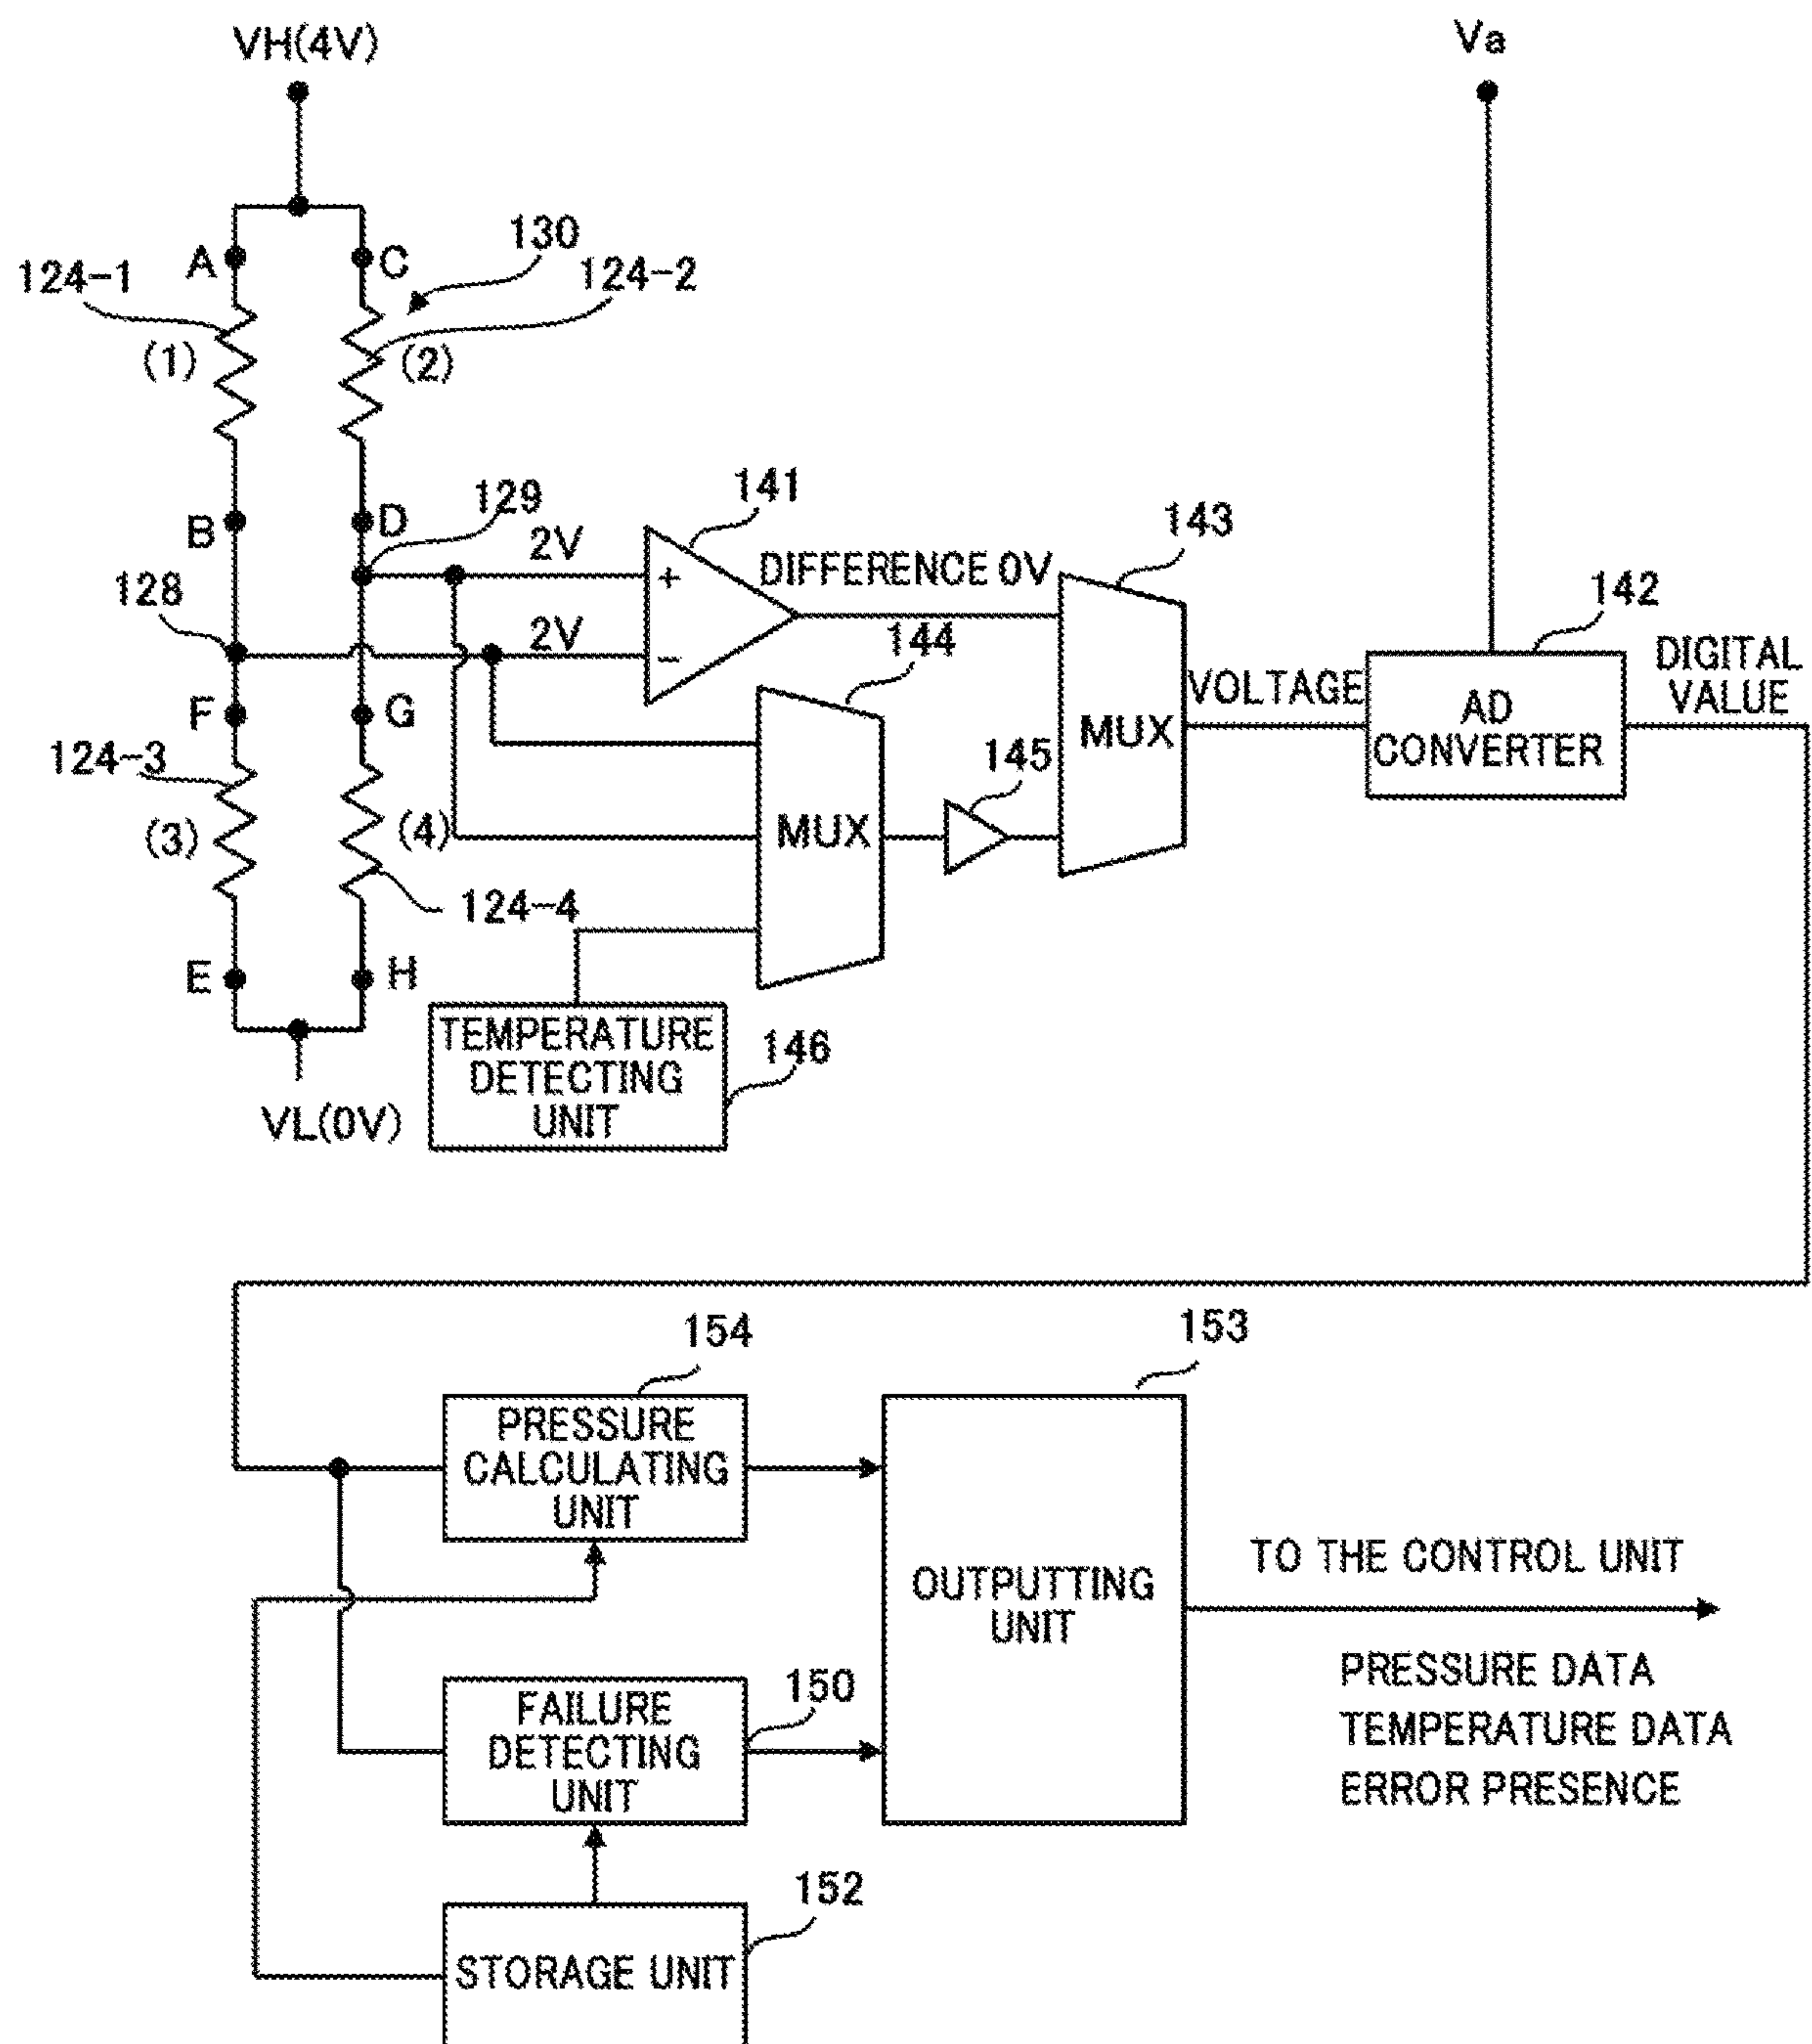 VH(4V)
Va
A
C
130
124-1
124-2
(1)
(2)
B
D
129
141
2V
DIFFERENCE 0V
143
128
2V
+
−
144
142
DIGITAL
VALUE
F
G
VOLTAGE
AD
CONVERTER
MUX
124-3
145
(3)
(4)
MUX
124-4
E
H
TEMPERATURE
DETECTING
UNIT
146
VL(0V)
154
153
PRESSURE
CALCULATING
UNIT
TO THE CONTROL UNIT
OUTPUTTING
UNIT
PRESSURE DATA
TEMPERATURE DATA
ERROR PRESENCE
FAILURE
DETECTING
UNIT
150
152
STORAGE UNIT